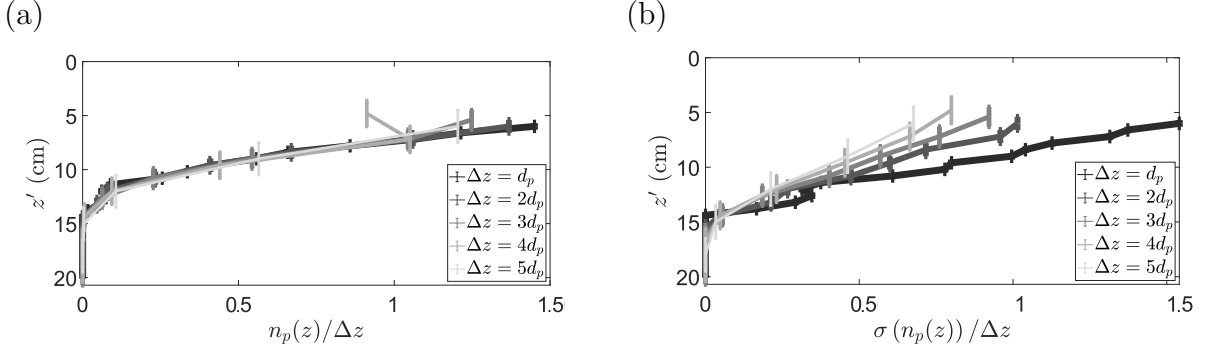 (a)
0
5
10
15
20
z′ (cm)
0 0.5 1 1.5
n_p(z)/Δz
Δz = d_p
Δz = 2d_p
Δz = 3d_p
Δz = 4d_p
Δz = 5d_p
(b)
0
5
10
15
20
z′ (cm)
0 0.5 1 1.5
σ (n_p(z)) /Δz
Δz = d_p
Δz = 2d_p
Δz = 3d_p
Δz = 4d_p
Δz = 5d_p